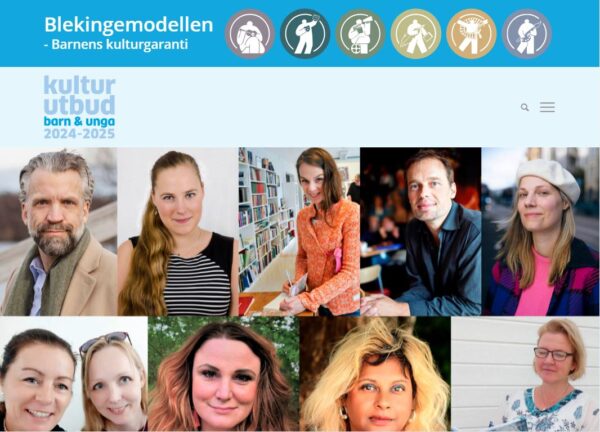 Blekingemodellen
- Barnens kulturgaranti
kultur
utbud
barn & unga
2024-2025